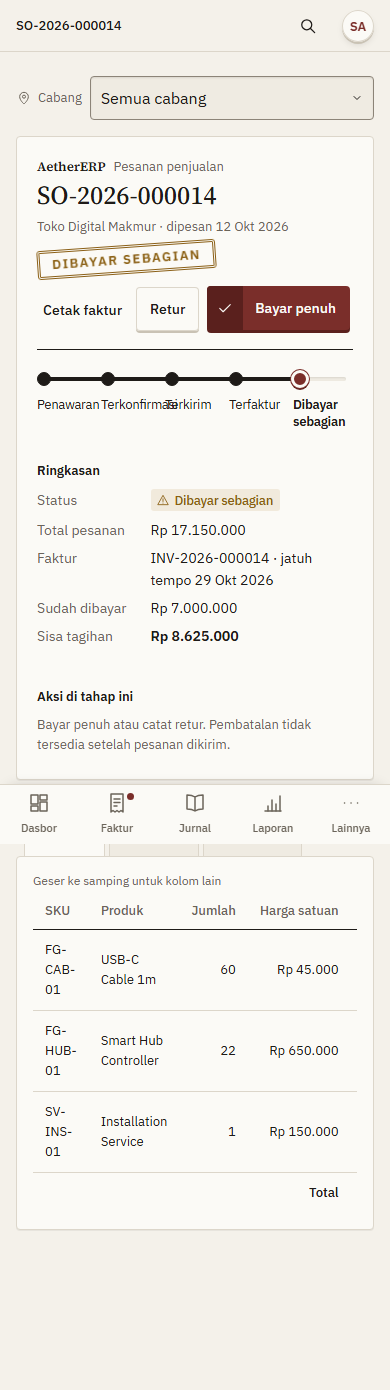 SO-2026-000014
SA
Cabang
Semua cabang
AetherERP Pesanan penjualan
SO-2026-000014
Toko Digital Makmur · dipesan 12 Okt 2026
DIBAYAR SEBAGIAN
Cetak faktur
Retur
Bayar penuh
Penawaran Terkonfirmasi Terkirim Terfaktur Dibayar
sebagian
Ringkasan
Status Dibayar sebagian
Total pesanan Rp 17.150.000
Faktur INV-2026-000014 · jatuh
tempo 29 Okt 2026
Sudah dibayar Rp 7.000.000
Sisa tagihan Rp 8.625.000
Aksi di tahap ini
Bayar penuh atau catat retur. Pembatalan tidak
tersedia setelah pesanan dikirim.
Dasbor Faktur Jurnal Laporan Lainnya
Geser ke samping untuk kolom lain
SKU Produk Jumlah Harga satuan
FG-
CAB-
01
USB-C
Cable 1m
60
Rp 45.000
FG-
HUB-
01
Smart Hub
Controller
22
Rp 650.000
SV-
INS-
01
Installation
Service
1
Rp 150.000
Total